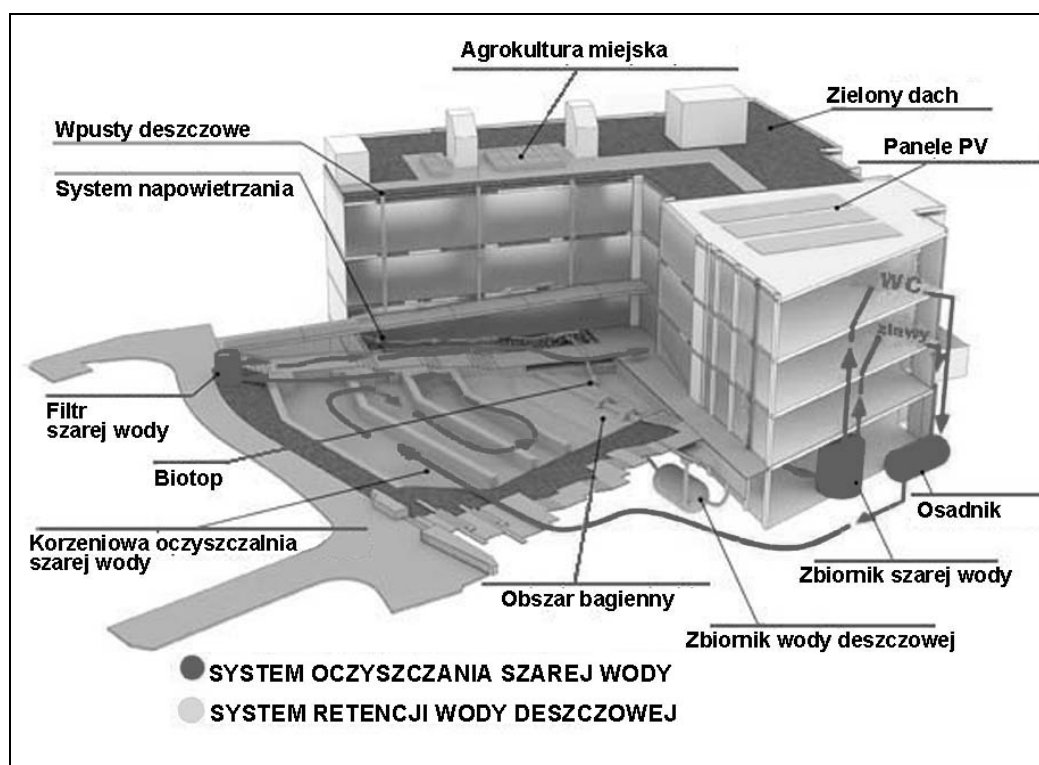 Agrokultura miejska
Zielony dach
Wpusty deszczowe
Panele PV
System napowietrzania
WC
zlewy
Filtr
szarej wody
Biotop
Osadnik
Korzeniowa oczyszczalnia
szarej wody
Zbiornik szarej wody
Obszar bagienny
Zbiornik wody deszczowej
SYSTEM OCZYSZCZANIA SZAREJ WODY
SYSTEM RETENCJI WODY DESZCZOWEJ